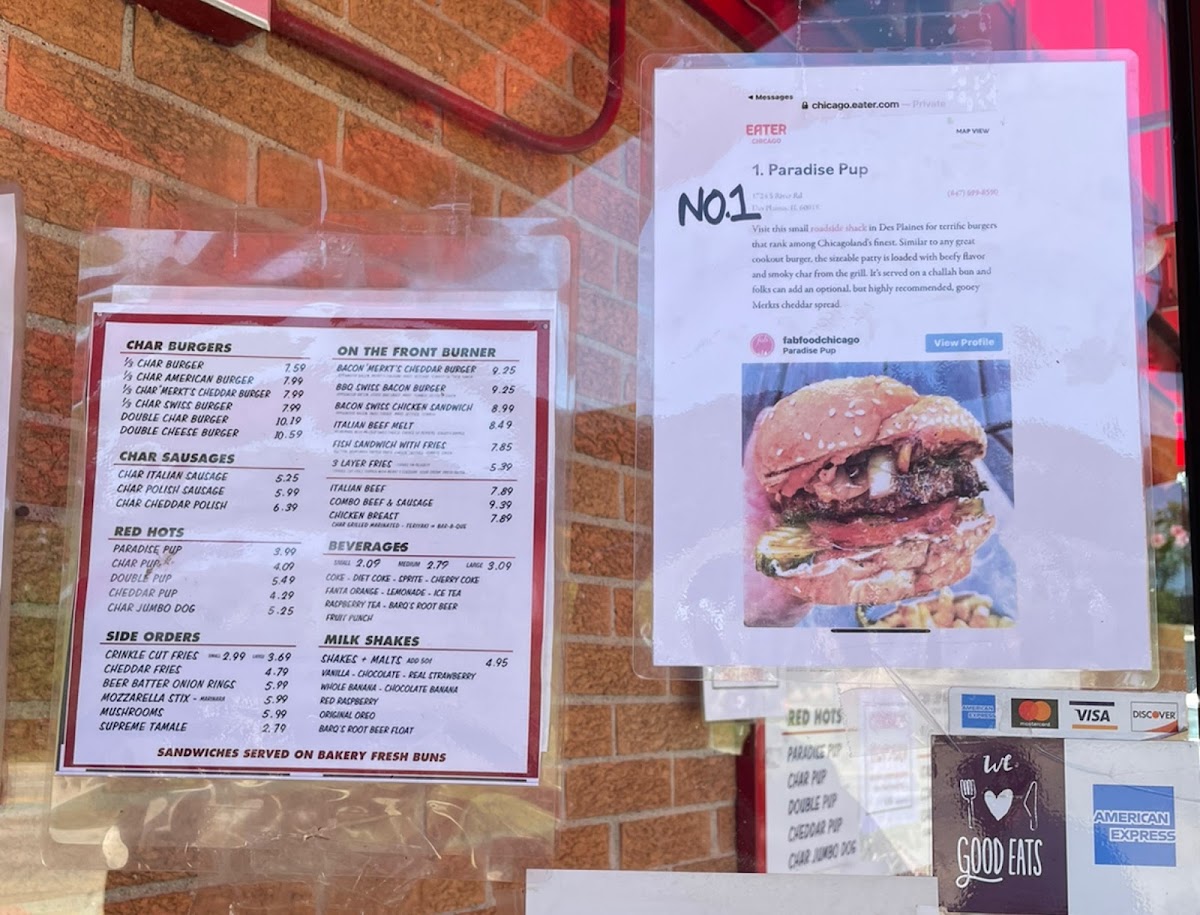 CHAR BURGERS
1/3 CHAR BURGER 7.59
1/3 CHAR AMERICAN BURGER 7.99
1/3 CHAR "MERKT'S CHEDDAR BURGER 7.99
1/3 CHAR SWISS BURGER 7.99
DOUBLE CHAR BURGER 10.19
DOUBLE CHEESE BURGER 10.59
CHAR SAUSAGES
CHAR ITALIAN SAUSAGE 5.25
CHAR POLISH SAUSAGE 5.99
CHAR CHEDDAR POLISH 6.39
RED HOTS
PARADISE PUP 3.99
CHAR PUP 4.09
DOUBLE PUP 5.49
CHEDDAR PUP 4.29
CHAR JUMBO DOG 5.25
SIDE ORDERS
CRINKLE CUT FRIES SMALL 2.99 LARGE 3.69
CHEDDAR FRIES 4.79
BEER BATTER ONION RINGS 5.99
MOZZARELLA STIX - MARINARA 5.99
MUSHROOMS 5.99
SUPREME TAMALE 2.79
ON THE FRONT BURNER
BACON "MERKT'S CHEDDAR BURGER 9.25
BBQ SWISS BACON BURGER 9.25
BACON SWISS CHICKEN SANDWICH 8.99
ITALIAN BEEF MELT 8.49
FISH SANDWICH WITH FRIES 7.85
3 LAYER FRIES 5.39
ITALIAN BEEF 7.89
COMBO BEEF & SAUSAGE 9.39
CHICKEN BREAST 7.89
CHAR GRILLED MARINATED - TERIYAKI or BAR-B-QUE
BEVERAGES
SMALL 2.09 MEDIUM 2.79 LARGE 3.09
COKE - DIET COKE - SPRITE - CHERRY COKE
FANTA ORANGE - LEMONADE - ICE TEA
RASPBERRY TEA - BARQ'S ROOT BEER
FRUIT PUNCH
MILK SHAKES
SHAKES + MALTS ADD 50¢ 4.95
VANILLA - CHOCOLATE - REAL STRAWBERRY
WHOLE BANANA - CHOCOLATE BANANA
RED RASPBERRY
ORIGINAL OREO
BARQ'S ROOT BEER FLOAT
SANDWICHES SERVED ON BAKERY FRESH BUNS
Messages
chicago.eater.com — Private
EATER
CHICAGO
MAP VIEW
1. Paradise Pup
NO.1
1724 S River Rd
Des Plaines, IL 60018
Visit this small roadside shack in Des Plaines for terrific burgers
that rank among Chicagoland's finest. Similar to any great
cookout burger, the sizeable patty is loaded with beefy flavor
and smoky char from the grill. It's served on a challah bun and
folks can add an optional, but highly recommended, gooey
Merkts cheddar spread.
fabfoodchicago
Paradise Pup
View Profile
RED HOTS
PARADICE PUP
CHAR PUP
DOUBLE PUP
CHEDDAR PUP
CHAR JUMBO DOG
AMERICAN EXPRESS
mastercard
VISA
DISCOVER
We
GOOD EATS
AMERICAN
EXPRESS